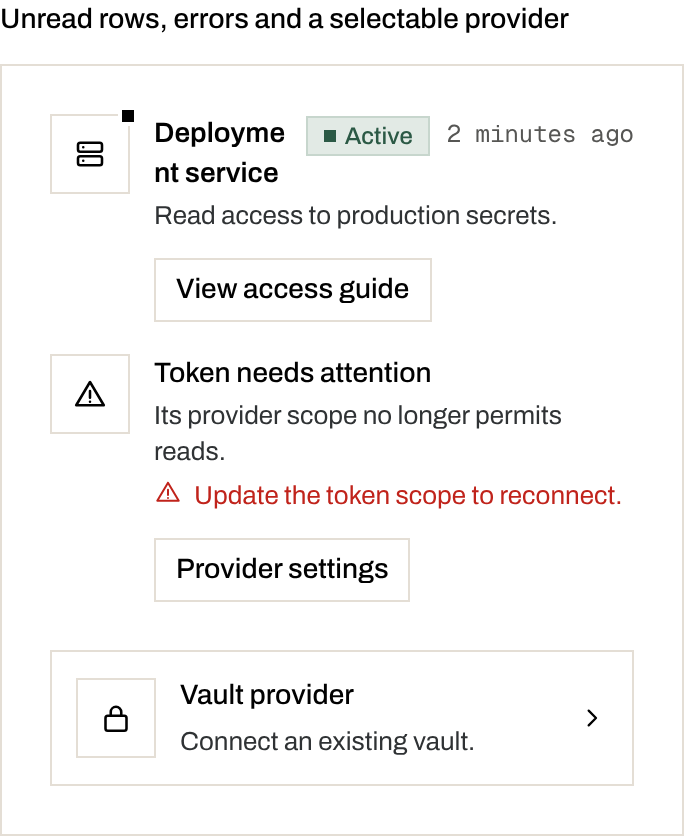 Unread rows, errors and a selectable provider
Deployme
nt service
Active
2 minutes ago
Read access to production secrets.
View access guide
Token needs attention
Its provider scope no longer permits
reads.
Update the token scope to reconnect.
Provider settings
Vault provider
Connect an existing vault.